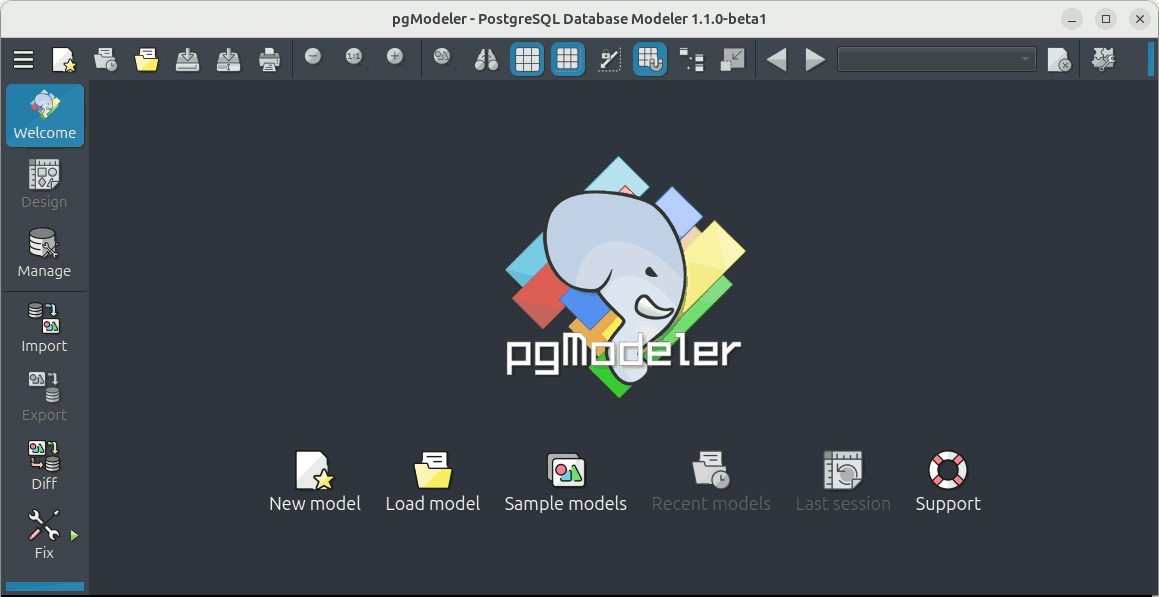 pgModeler - PostgreSQL Database Modeler 1.1.0-beta1
1:1
Welcome
Design
Manage
Import
Export
Diff
Fix
pgModeler
New model
Load model
Sample models
Recent models
Last session
Support